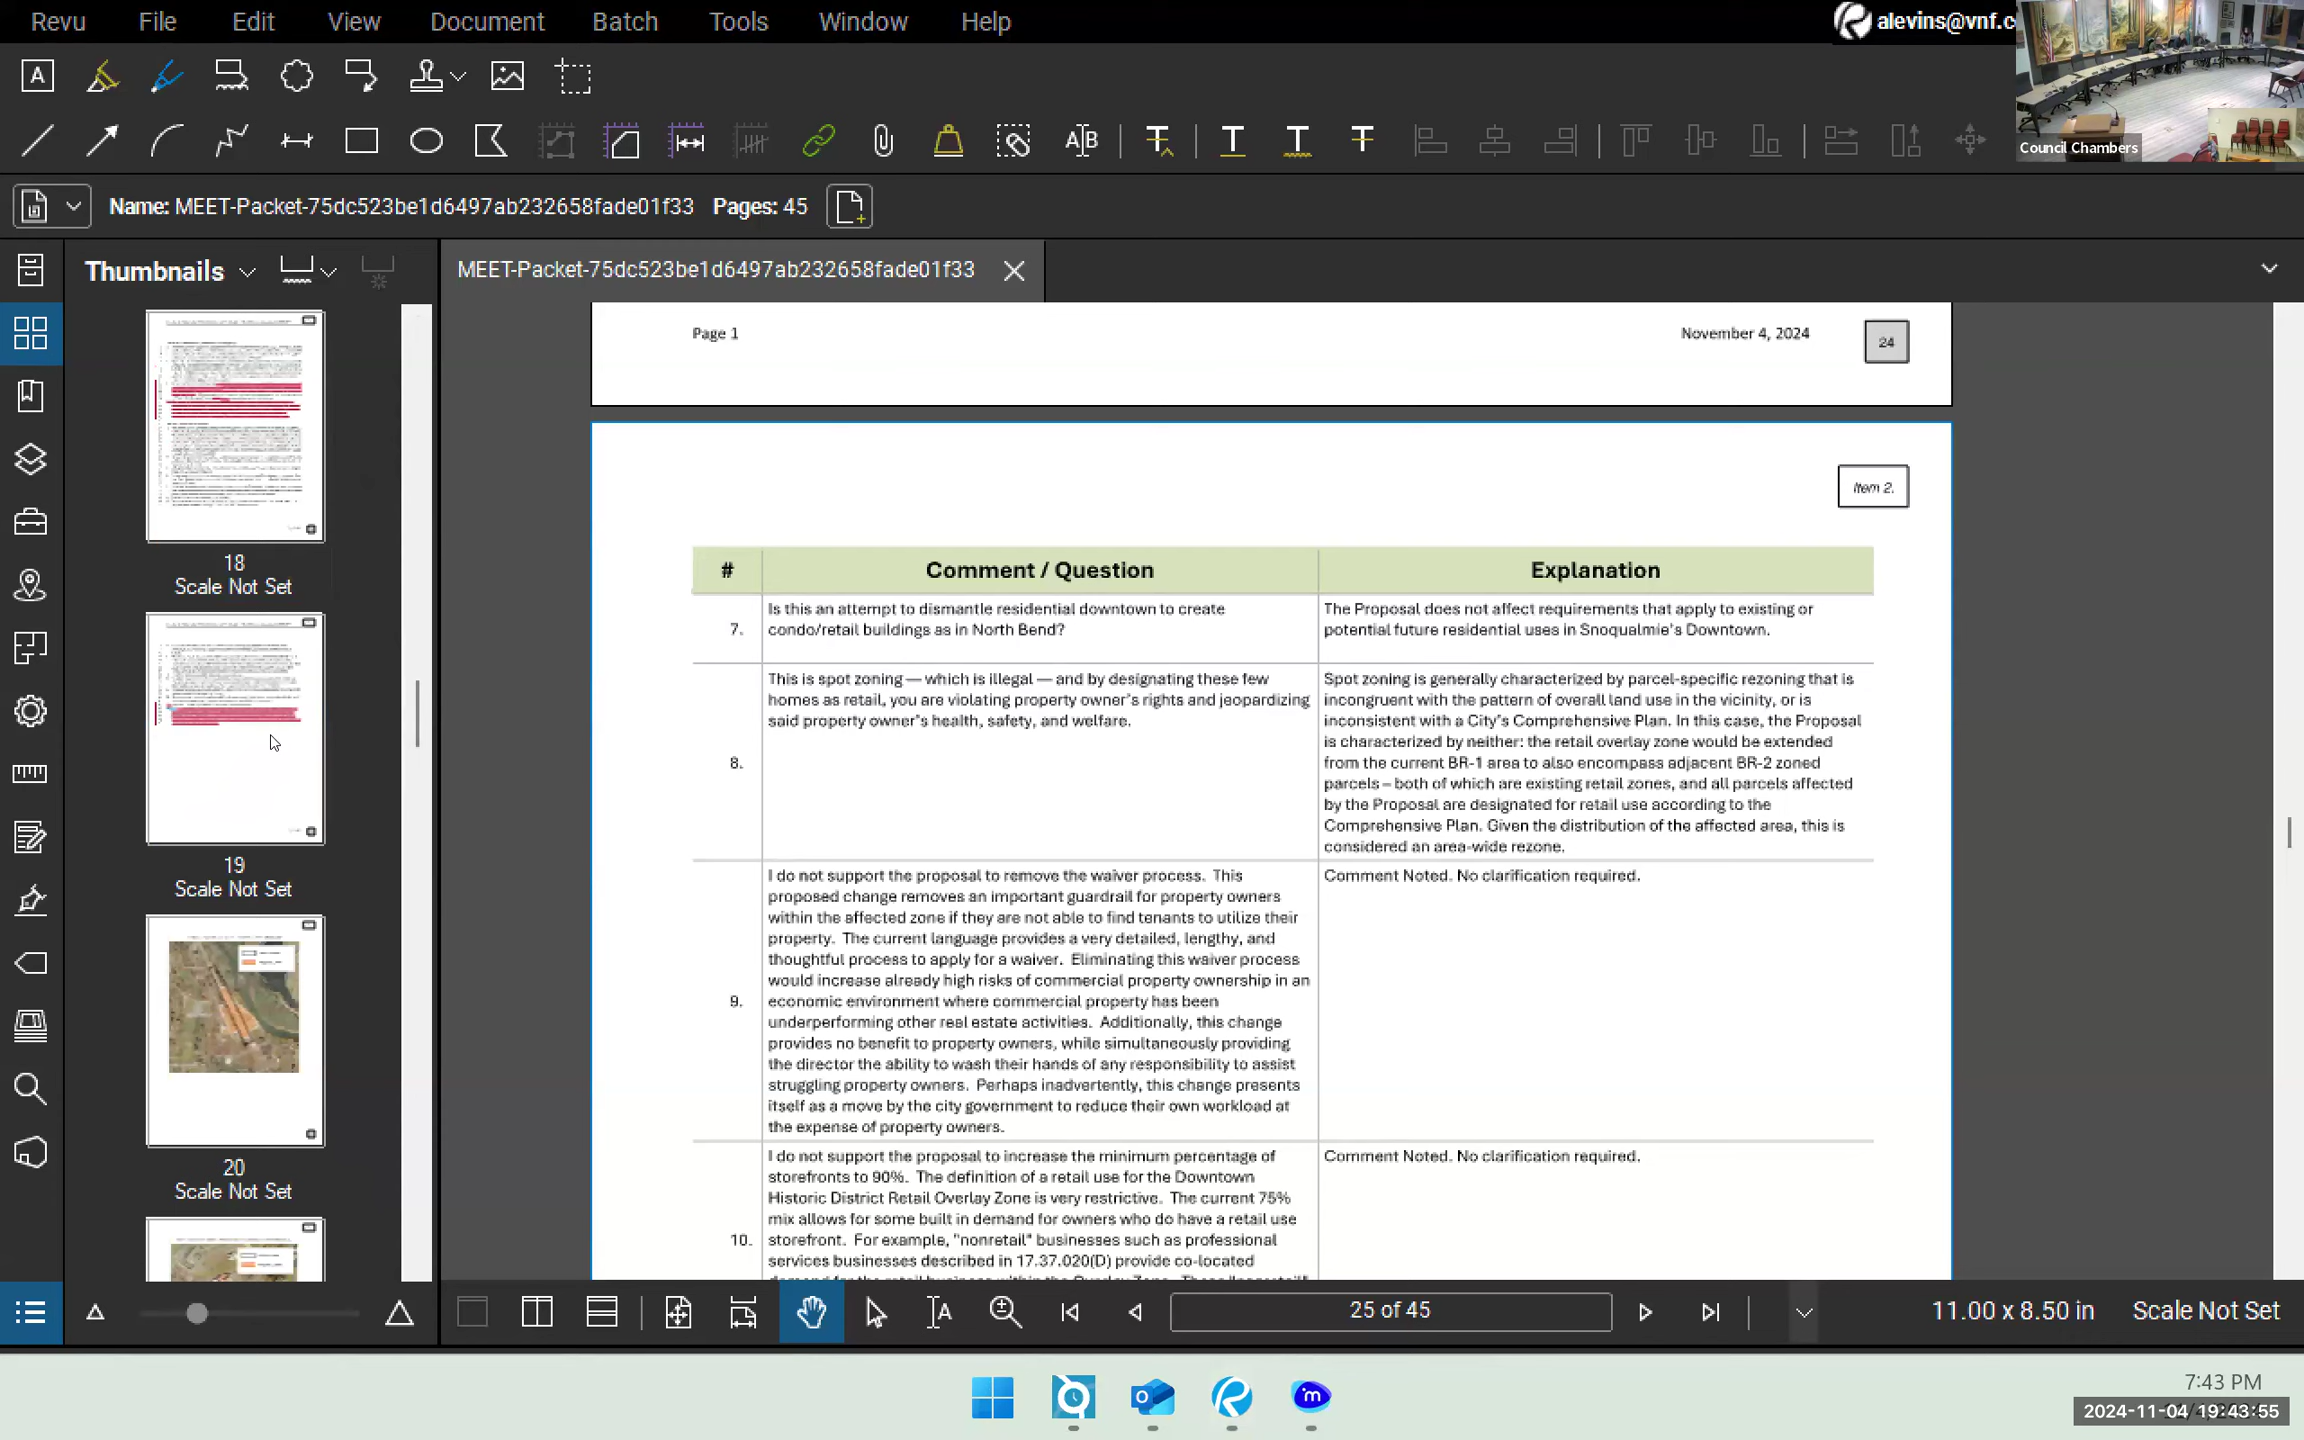 Revu File Edit View Document Batch Tools Window Help
alevins@vnf.c
Council Chambers
Name: MEET-Packet-75dc523be1d6497ab232658fade01f33 Pages: 45
Thumbnails
MEET-Packet-75dc523be1d6497ab232658fade01f33
18
Scale Not Set
19
Scale Not Set
20
Scale Not Set
Page 1
November 4, 2024
24
Item 2.
# Comment / Question Explanation
7.
Is this an attempt to dismantle residential downtown to create
condo/retail buildings as in North Bend?
The Proposal does not affect requirements that apply to existing or
potential future residential uses in Snoqualmie's Downtown.
8.
This is spot zoning — which is illegal — and by designating these few
homes as retail, you are violating property owner's rights and jeopardizing
said property owner's health, safety, and welfare.
Spot zoning is generally characterized by parcel-specific rezoning that is
incongruent with the pattern of overall land use in the vicinity, or is
inconsistent with a City's Comprehensive Plan. In this case, the Proposal
is characterized by neither: the retail overlay zone would be extended
from the current BR-1 area to also encompass adjacent BR-2 zoned
parcels – both of which are existing retail zones, and all parcels affected
by the Proposal are designated for retail use according to the
Comprehensive Plan. Given the distribution of the affected area, this is
considered an area-wide rezone.
9.
I do not support the proposal to remove the waiver process. This
proposed change removes an important guardrail for property owners
within the affected zone if they are not able to find tenants to utilize their
property. The current language provides a very detailed, lengthy, and
thoughtful process to apply for a waiver. Eliminating this waiver process
would increase already high risks of commercial property ownership in an
economic environment where commercial property has been
underperforming other real estate activities. Additionally, this change
provides no benefit to property owners, while simultaneously providing
the director the ability to wash their hands of any responsibility to assist
struggling property owners. Perhaps inadvertently, this change presents
itself as a move by the city government to reduce their own workload at
the expense of property owners.
Comment Noted. No clarification required.
10.
I do not support the proposal to increase the minimum percentage of
storefronts to 90%. The definition of a retail use for the Downtown
Historic District Retail Overlay Zone is very restrictive. The current 75%
mix allows for some built in demand for owners who do have a retail use
storefront. For example, "nonretail" businesses such as professional
services businesses described in 17.37.020(D) provide co-located
Comment Noted. No clarification required.
25 of 45
11.00 x 8.50 in
Scale Not Set
7:43 PM
2024-11-04 19:43:55